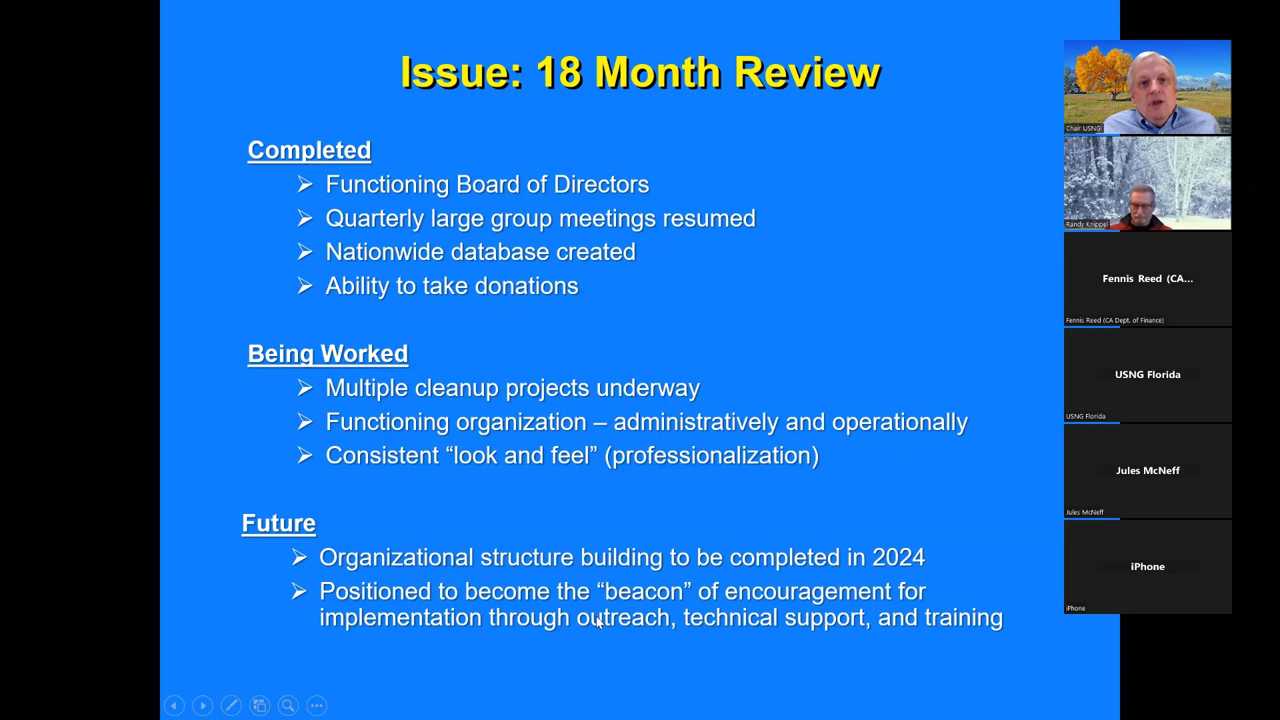 Issue: 18 Month Review
Completed
Functioning Board of Directors
Quarterly large group meetings resumed
Nationwide database created
Ability to take donations
Being Worked
Multiple cleanup projects underway
Functioning organization – administratively and operationally
Consistent “look and feel” (professionalization)
Future
Organizational structure building to be completed in 2024
Positioned to become the “beacon” of encouragement for
implementation through outreach, technical support, and training
Chair USNG
Randy Knippel
Fennis Reed (CA...
Fennis Reed (CA Dept. of Finance)
USNG Florida
USNG Florida
Jules McNeff
Jules McNeff
iPhone
iPhone